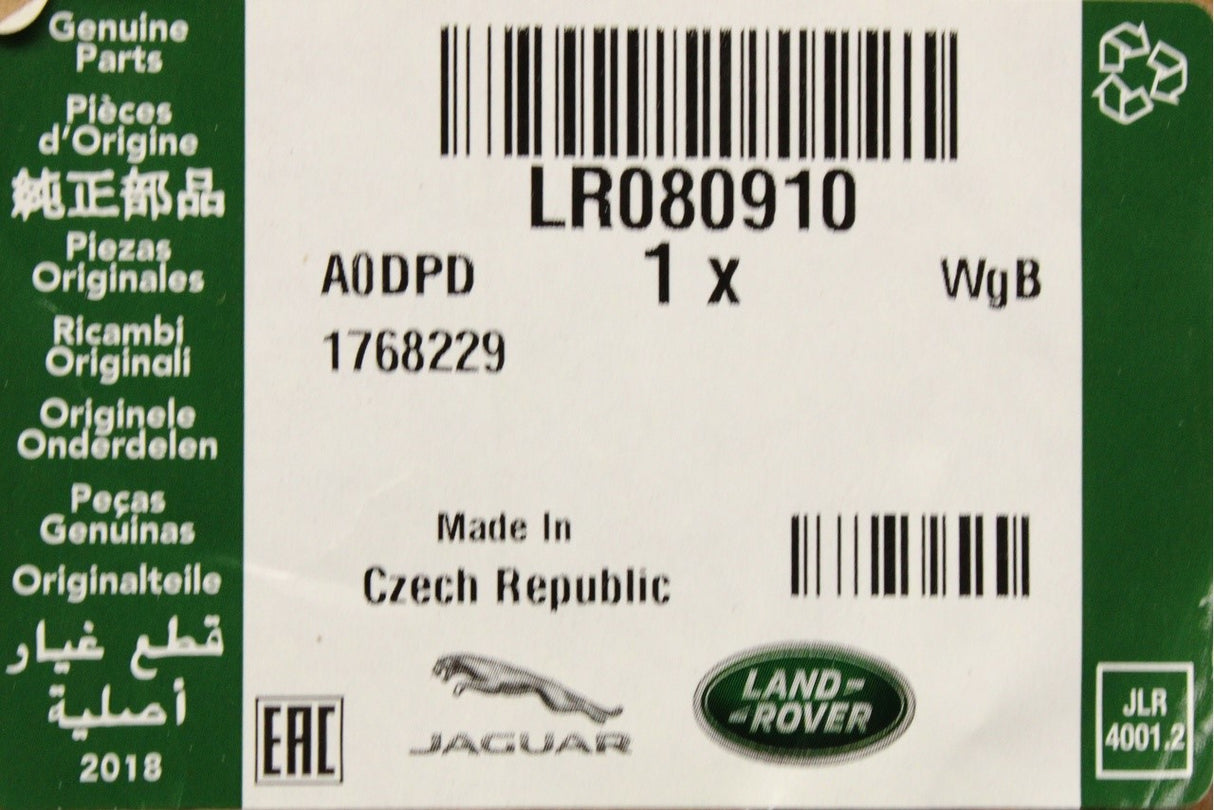 Genuine
Parts
Pièces
d'Origine
純正部品
Piezas
Originales
Ricambi
Originali
Originele
Onderdelen
Peças
Genuinas
Originalteile
قطع غيار
أصلية
2018
LR080910
A0DPD
1 x
WgB
1768229
Made In
Czech Republic
EAC
JAGUAR
LAND-
-ROVER
JLR
4001.2